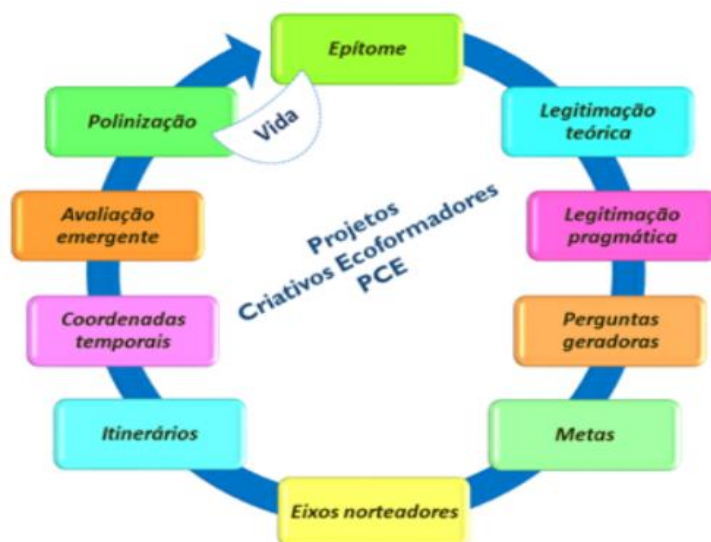 Epítome
Legitimação
teórica
Legitimação
pragmática
Perguntas
geradoras
Metas
Eixos norteadores
Itinerários
Coordenadas
temporais
Avaliação
emergente
Polinização
Vida
Projetos
Criativos Ecoformadores
PCE